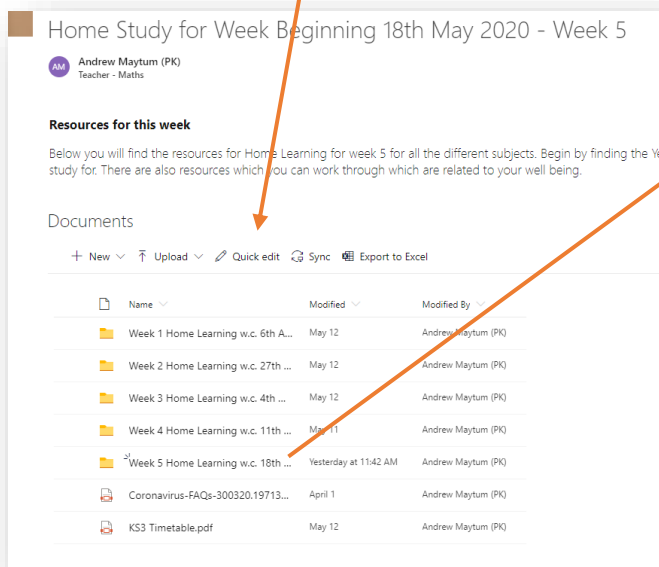 Home Study for Week Beginning 18th May 2020 - Week 5
AM
Andrew Maytum (PK)
Teacher - Maths
Resources for this week
Below you will find the resources for Home Learning for week 5 for all the different subjects. Begin by finding the
study for. There are also resources which you can work through which are related to your well being.
Documents
New Upload Quick edit Sync Export to Excel
Name Modified Modified By
Week 1 Home Learning w.c. 6th A... May 12 Andrew Maytum (PK)
Week 2 Home Learning w.c. 27th ... May 12 Andrew Maytum (PK)
Week 3 Home Learning w.c. 4th ... May 12 Andrew Maytum (PK)
Week 4 Home Learning w.c. 11th ... May 11 Andrew Maytum (PK)
Week 5 Home Learning w.c. 18th ... Yesterday at 11:42 AM Andrew Maytum (PK)
Coronavirus-FAQs-300320.19713... April 1 Andrew Maytum (PK)
KS3 Timetable.pdf May 12 Andrew Maytum (PK)